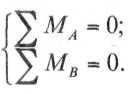 ∑ M_A = 0;
∑ M_B = 0.